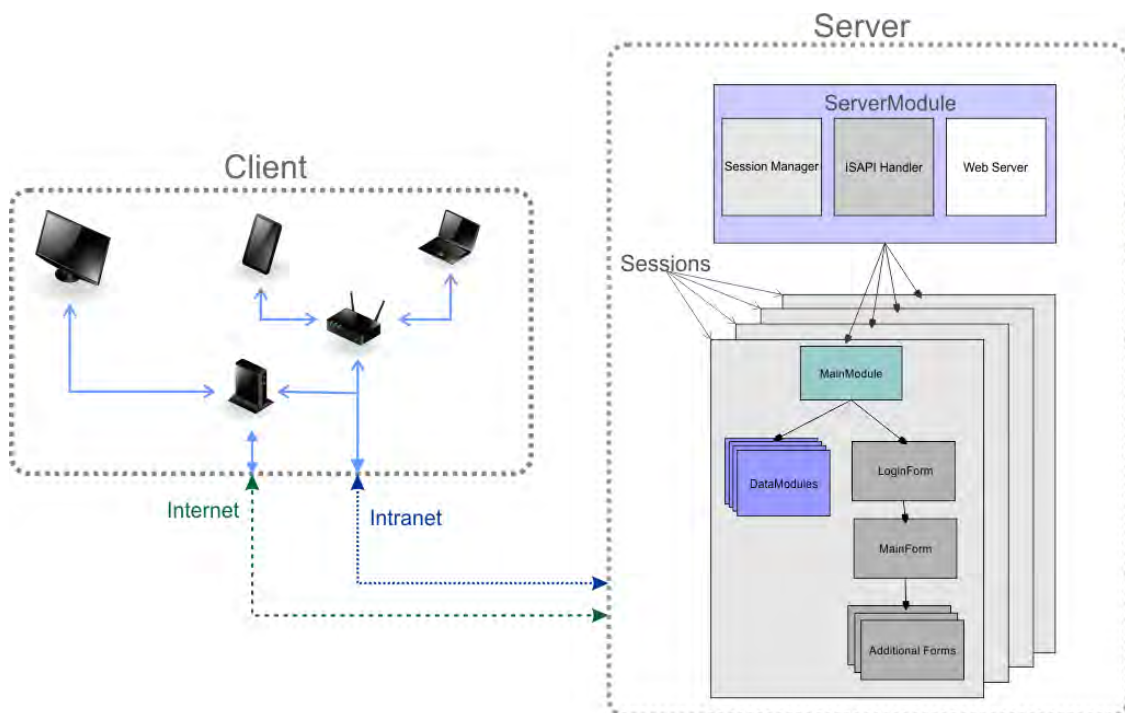 Server
ServerModule
Session Manager
iSAPI Handler
Web Server
Client
Sessions
MainModule
DataModules
LoginForm
MainForm
Additional Forms
Internet
Intranet